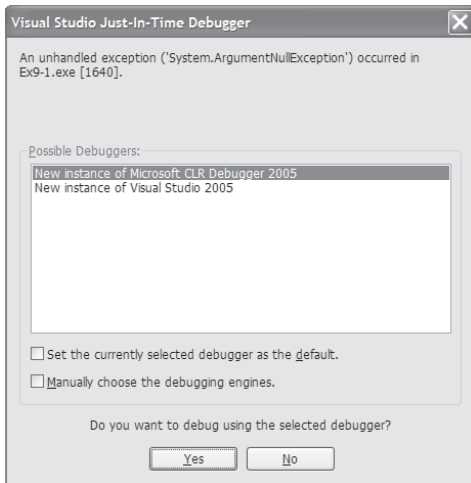 Visual Studio Just-In-Time Debugger
An unhandled exception ('System.ArgumentNullException') occurred in
Ex9-1.exe [1640].
Possible Debuggers:
New instance of Microsoft CLR Debugger 2005
New instance of Visual Studio 2005
Set the currently selected debugger as the default.
Manually choose the debugging engines.
Do you want to debug using the selected debugger?
Yes No